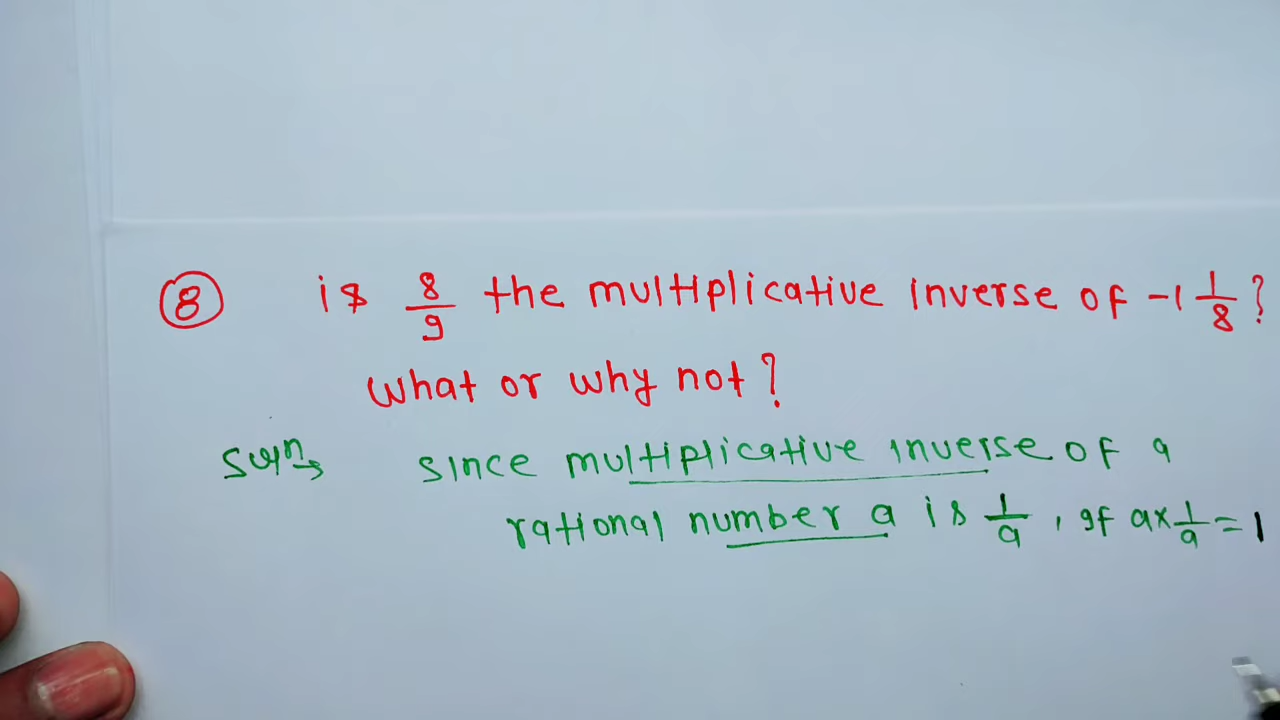 8 is 8/9 the multiplicative inverse of -1 1/8?
What or why not?
Soln→ since multiplicative inverse of a
rational number a is 1/a, if a×1/a=1